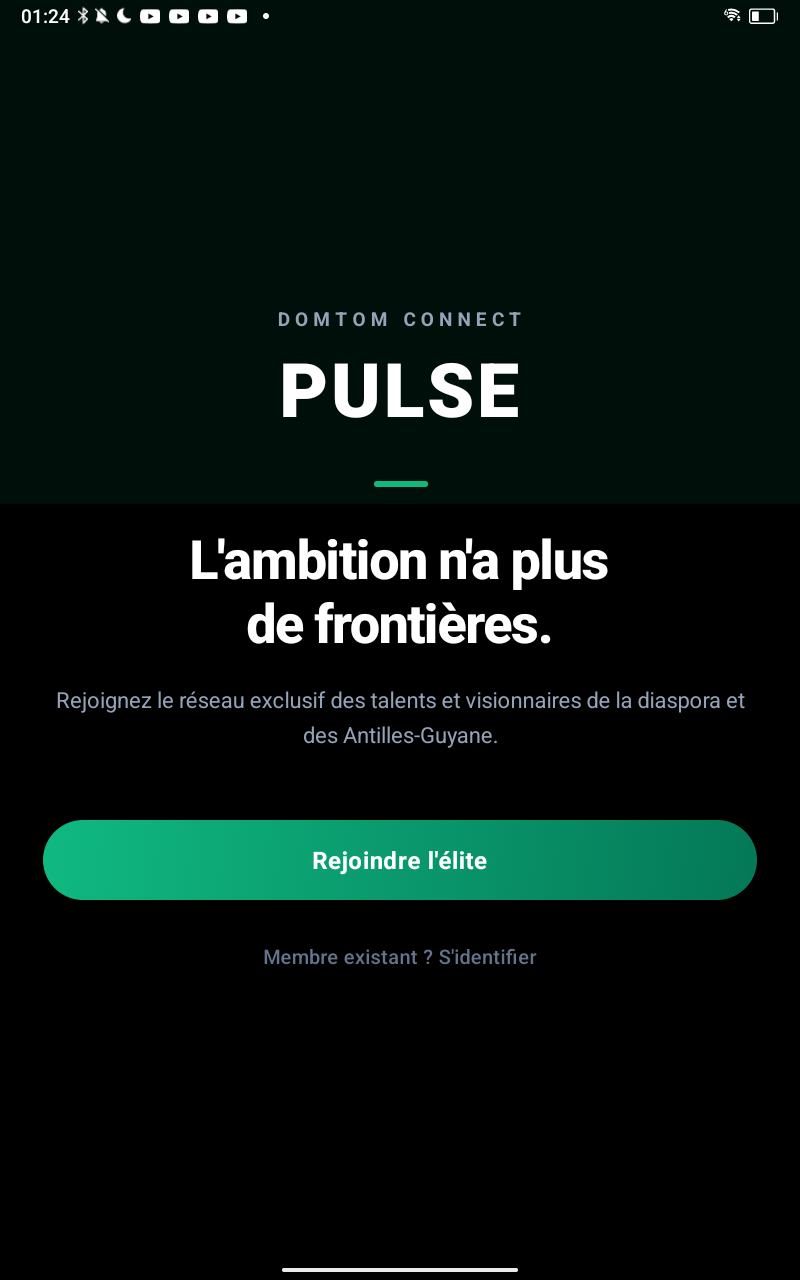 01:24
DOMTOM CONNECT
PULSE
L'ambition n'a plus
de frontières.
Rejoignez le réseau exclusif des talents et visionnaires de la diaspora et
des Antilles-Guyane.
Rejoindre l'élite
Membre existant ? S'identifier